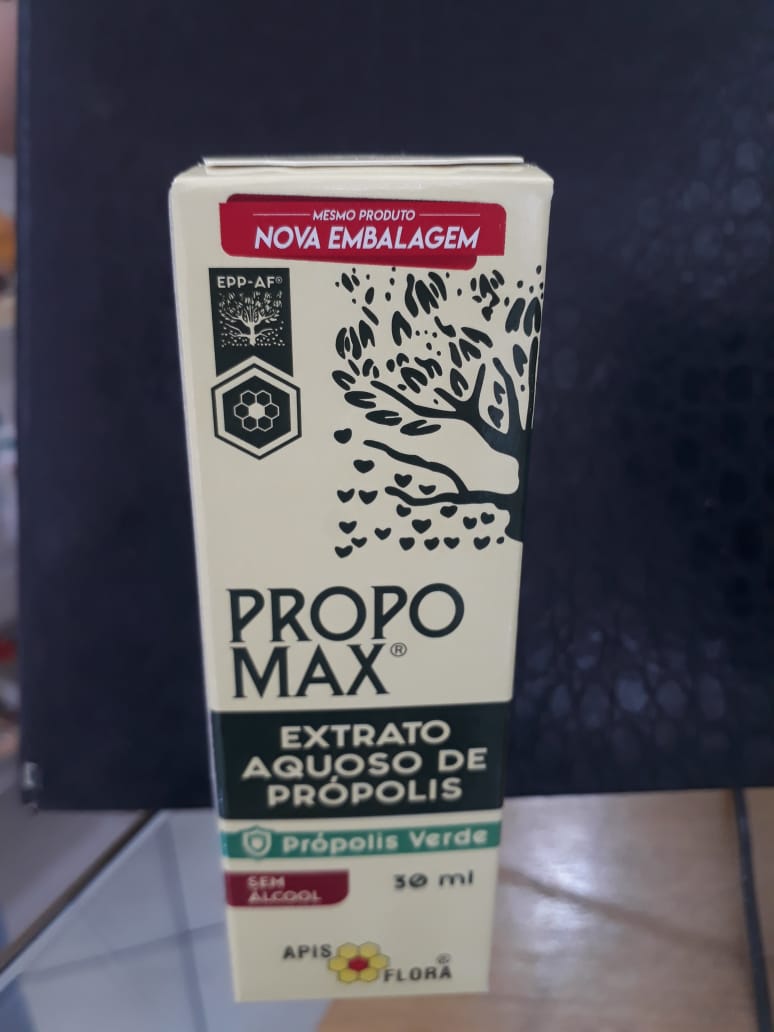 MESMO PRODUTO
NOVA EMBALAGEM
EPP-AF®
PROPO
MAX®
EXTRATO
AQUOSO DE
PRÓPOLIS
Própolis Verde
SEM
ÁLCOOL
30 ml
APIS
FLORA®